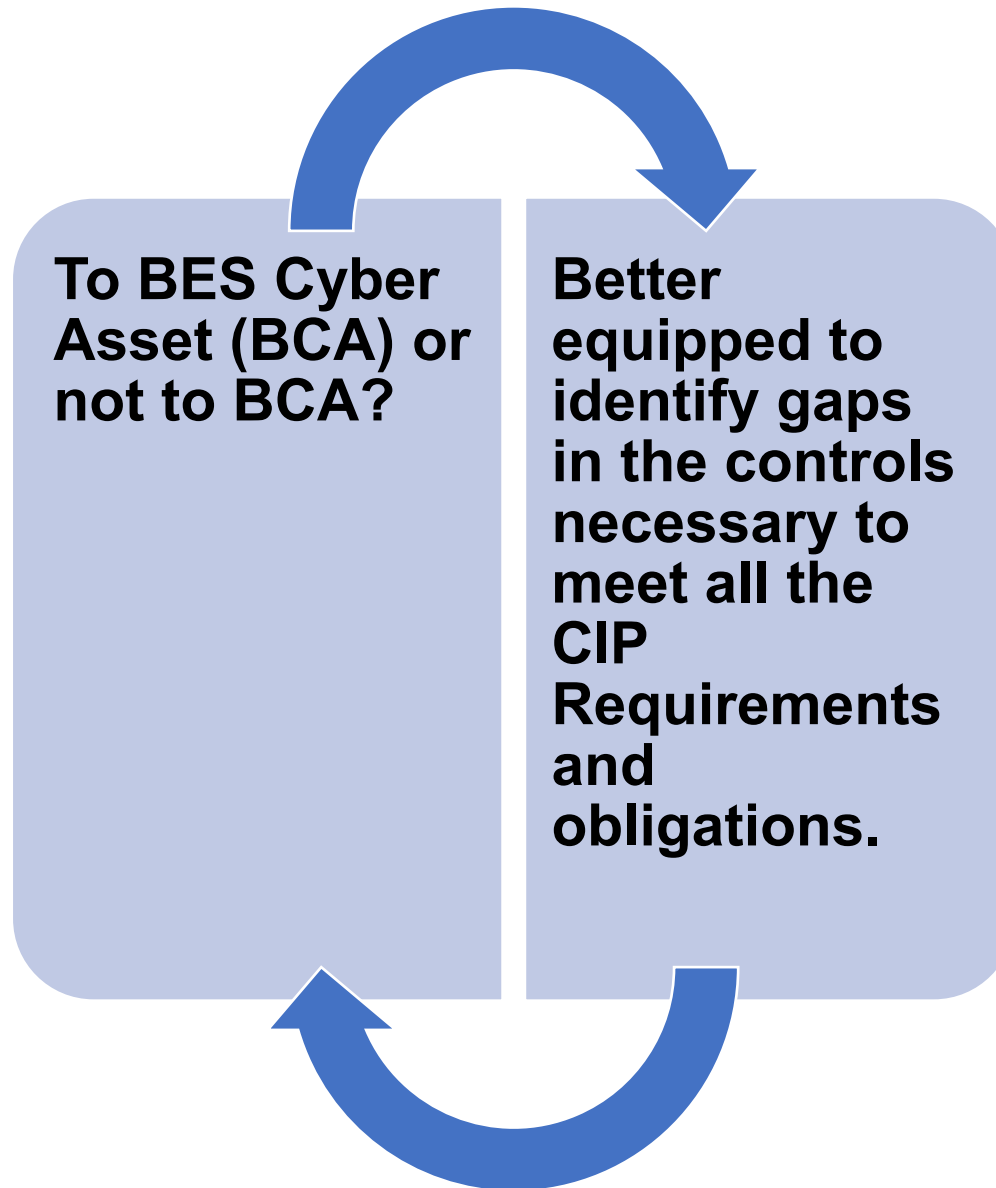 To BES Cyber
Asset (BCA) or
not to BCA?
Better
equipped to
identify gaps
in the controls
necessary to
meet all the
CIP
Requirements
and
obligations.